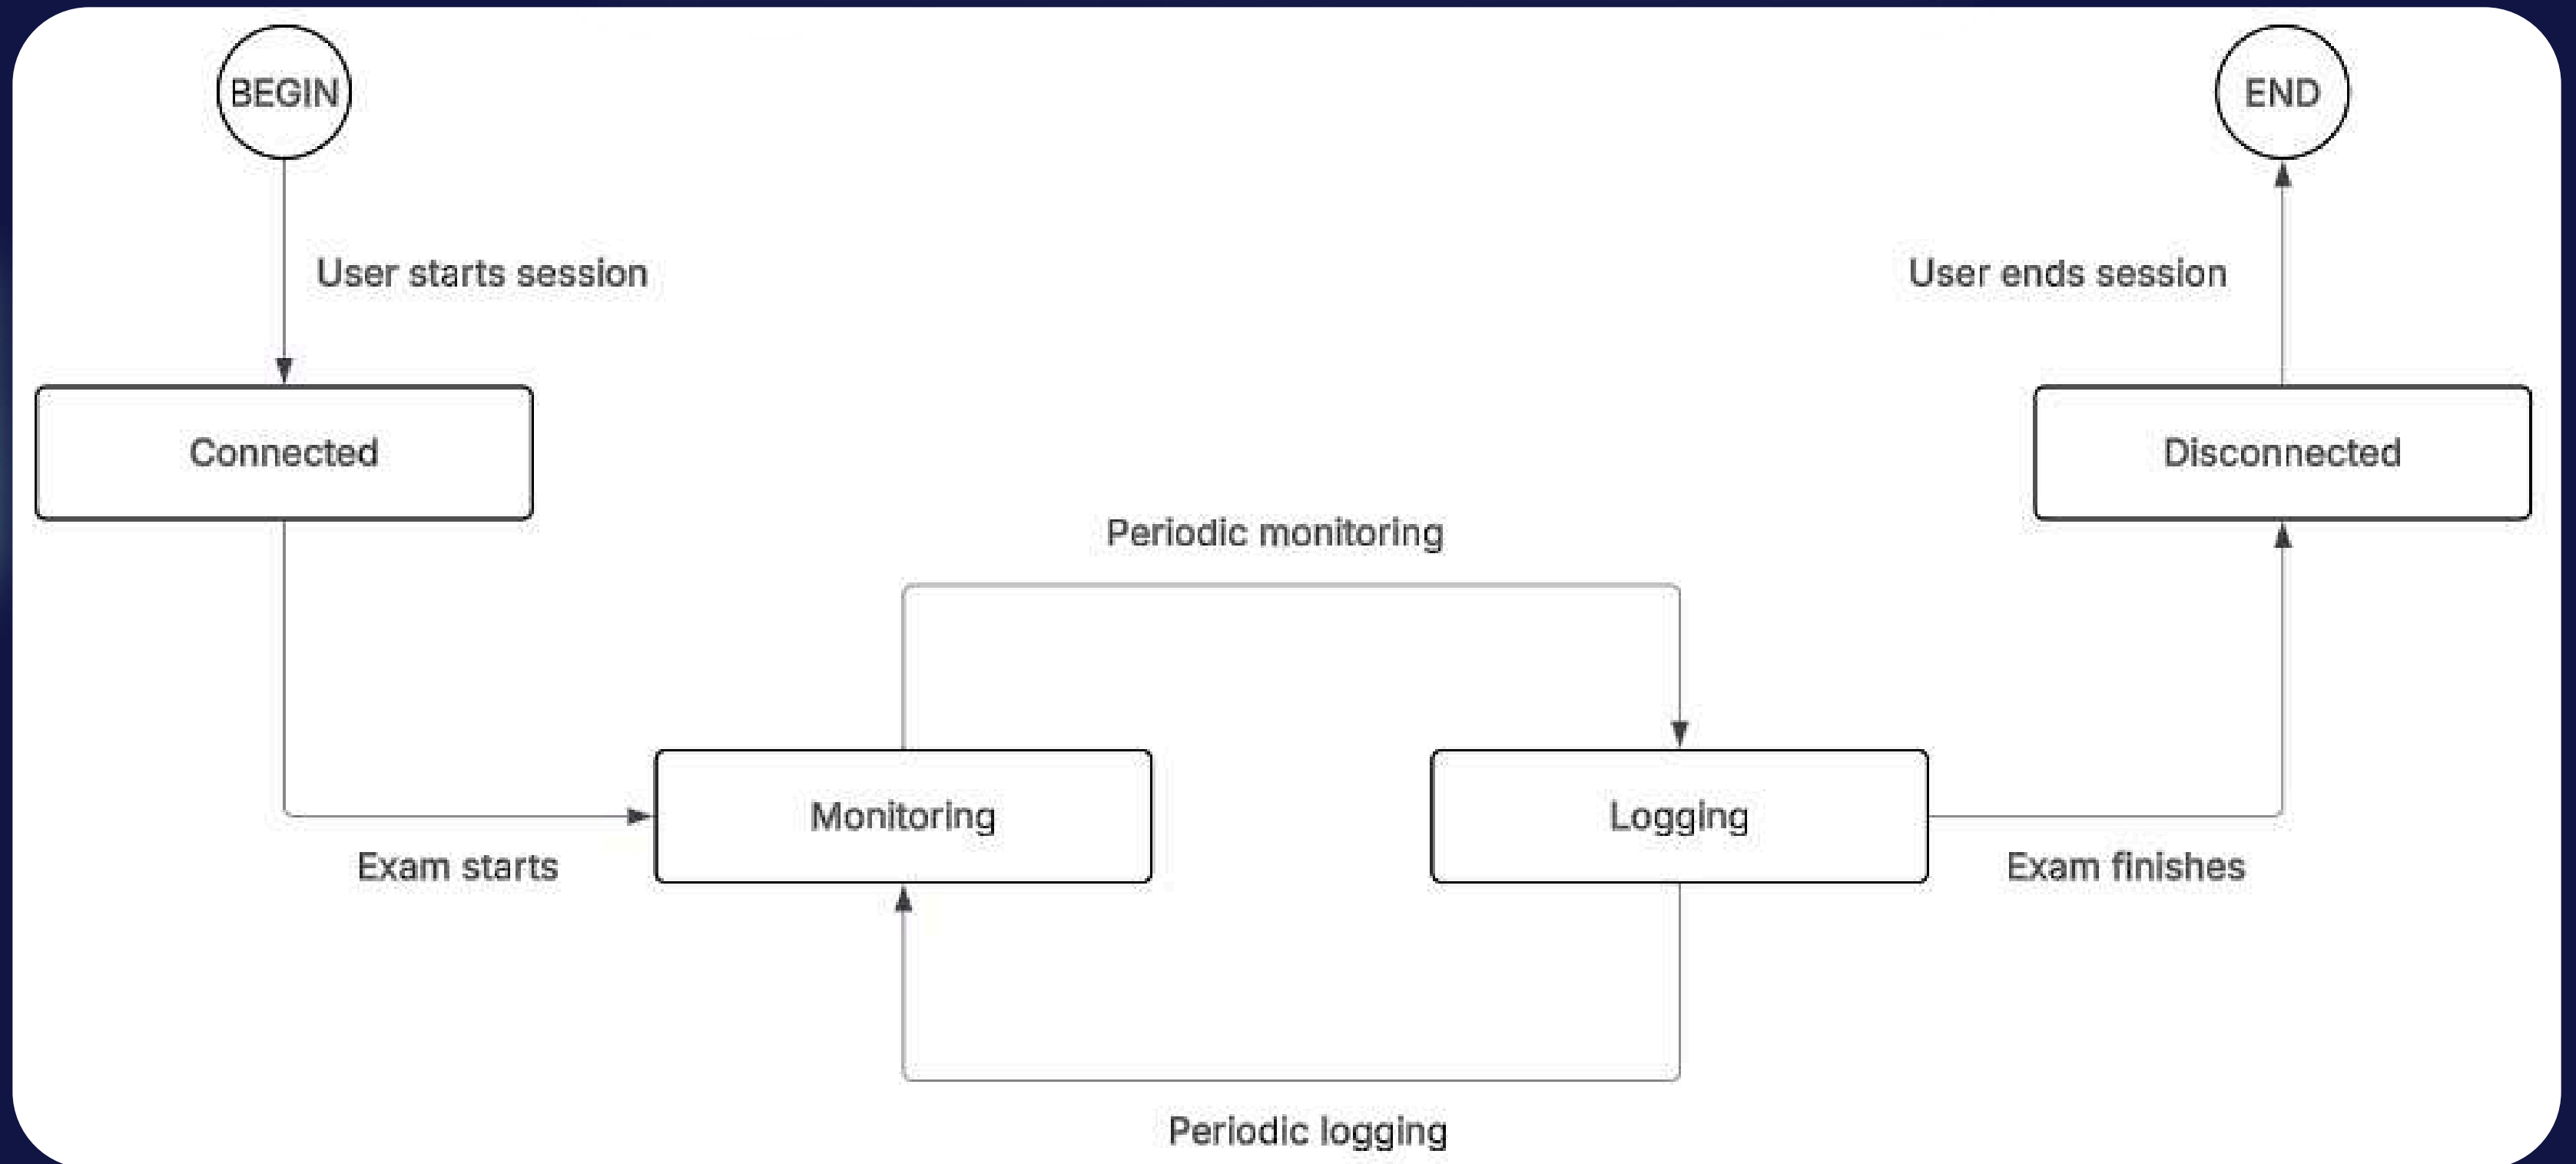 BEGIN
END
User starts session
User ends session
Connected
Disconnected
Periodic monitoring
Monitoring
Logging
Exam starts
Exam finishes
Periodic logging